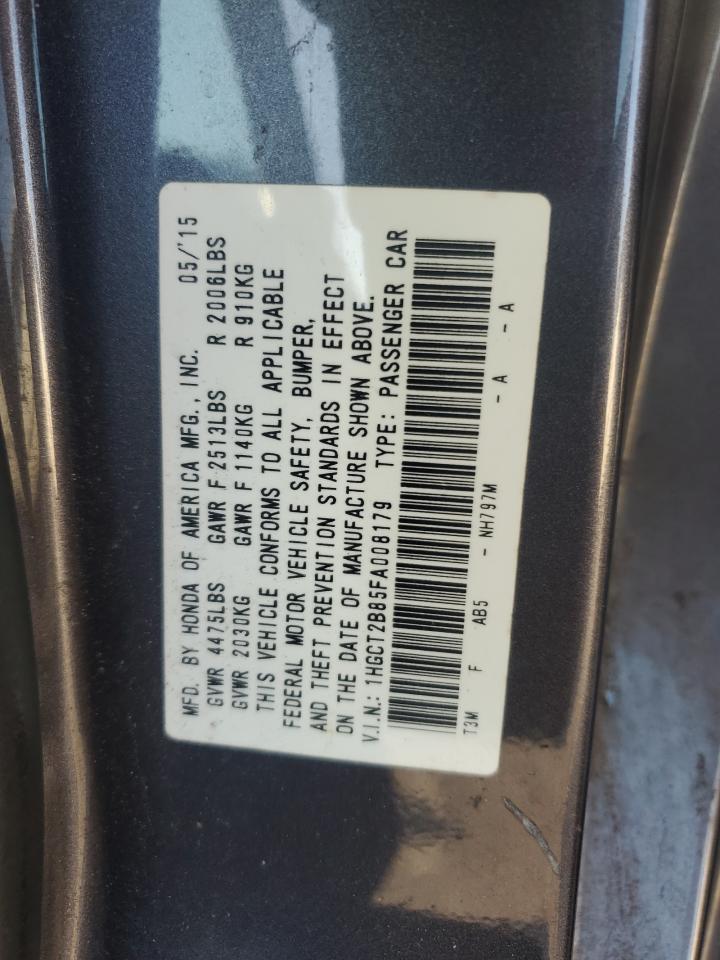 MFD. BY HONDA OF AMERICA MFG., INC. 05/'15
GVWR 4475LBS GAWR F 2513LBS R 2006LBS
GVWR 2030KG GAWR F 1140KG R 910KG
THIS VEHICLE CONFORMS TO ALL APPLICABLE
FEDERAL MOTOR VEHICLE SAFETY, BUMPER,
AND THEFT PREVENTION STANDARDS IN EFFECT
ON THE DATE OF MANUFACTURE SHOWN ABOVE.
V.I.N.: 1HGCT2B85FA008179 TYPE: PASSENGER CAR
T3M F AB5 - NH797M - A - A